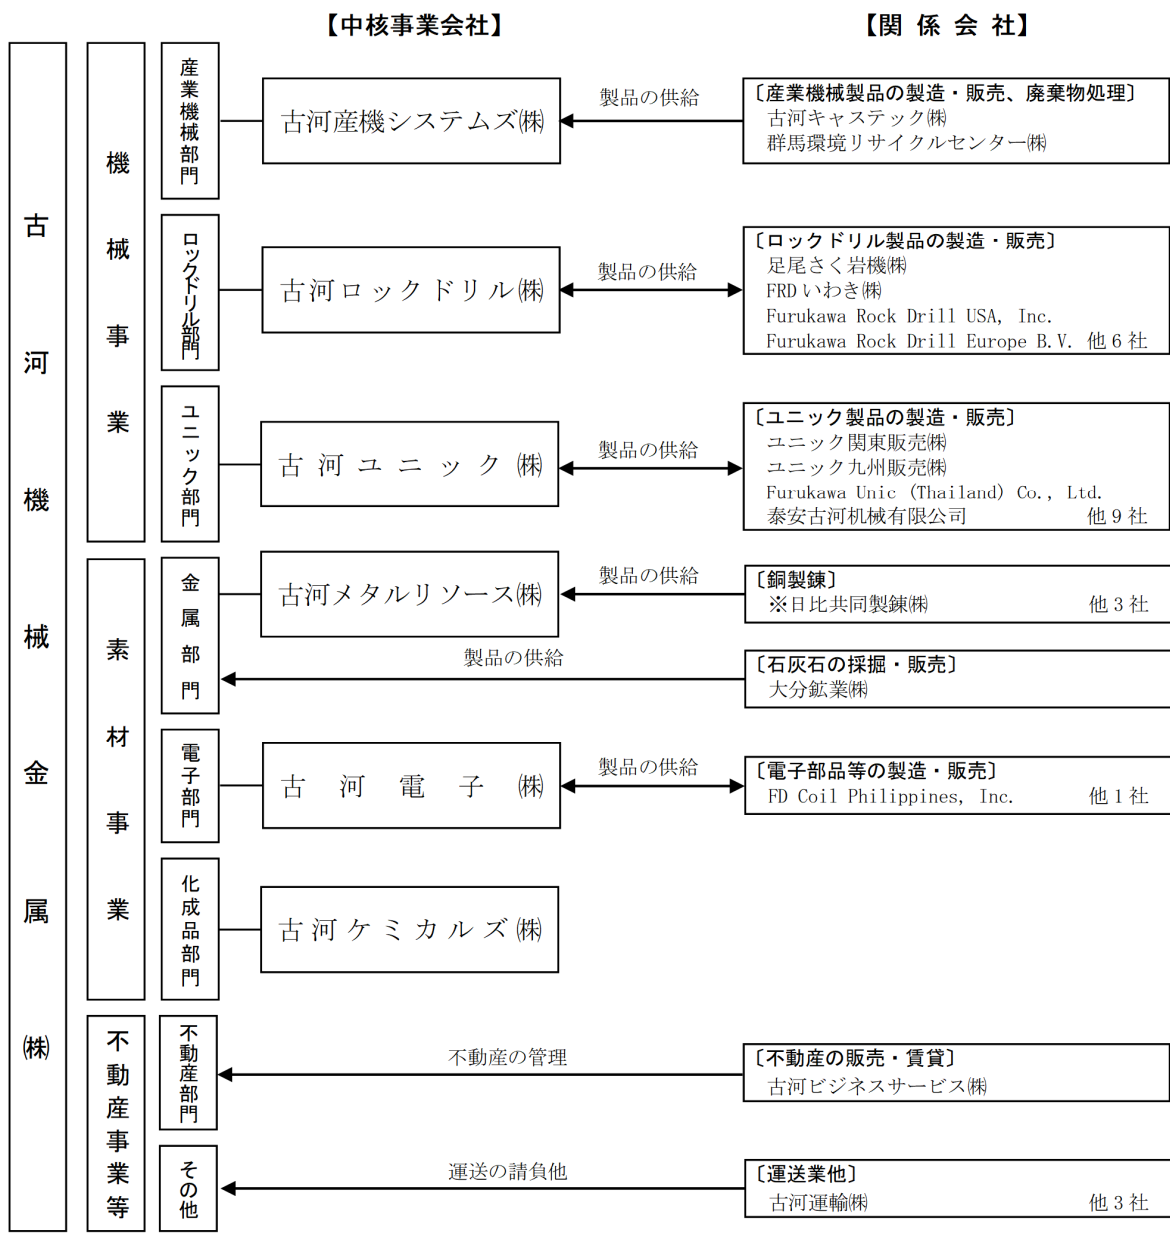 【中核事業会社】
【関係会社】
古河機械金属㈱
機械事業
産業機械部門
古河産機システムズ㈱
製品の供給
〔産業機械製品の製造・販売、廃棄物処理〕
古河キャステック㈱
群馬環境リサイクルセンター㈱
ロックドリル部門
古河ロックドリル㈱
製品の供給
〔ロックドリル製品の製造・販売〕
足尾さく岩機㈱
FRDいわき㈱
Furukawa Rock Drill USA, Inc.
Furukawa Rock Drill Europe B.V. 他6社
ユニック部門
古河ユニック㈱
製品の供給
〔ユニック製品の製造・販売〕
ユニック関東販売㈱
ユニック九州販売㈱
Furukawa Unic (Thailand) Co., Ltd.
泰安古河机械有限公司 他9社
素材事業
金属部門
古河メタルリソース㈱
製品の供給
〔銅製錬〕
※日比共同製錬㈱ 他3社
製品の供給
〔石灰石の採掘・販売〕
大分鉱業㈱
電子部門
古河電子㈱
製品の供給
〔電子部品等の製造・販売〕
FD Coil Philippines, Inc. 他1社
化成品部門
古河ケミカルズ㈱
不動産事業等
不動産部門
不動産の管理
〔不動産の販売・賃貸〕
古河ビジネスサービス㈱
その他
運送の請負他
〔運送業他〕
古河運輸㈱ 他3社